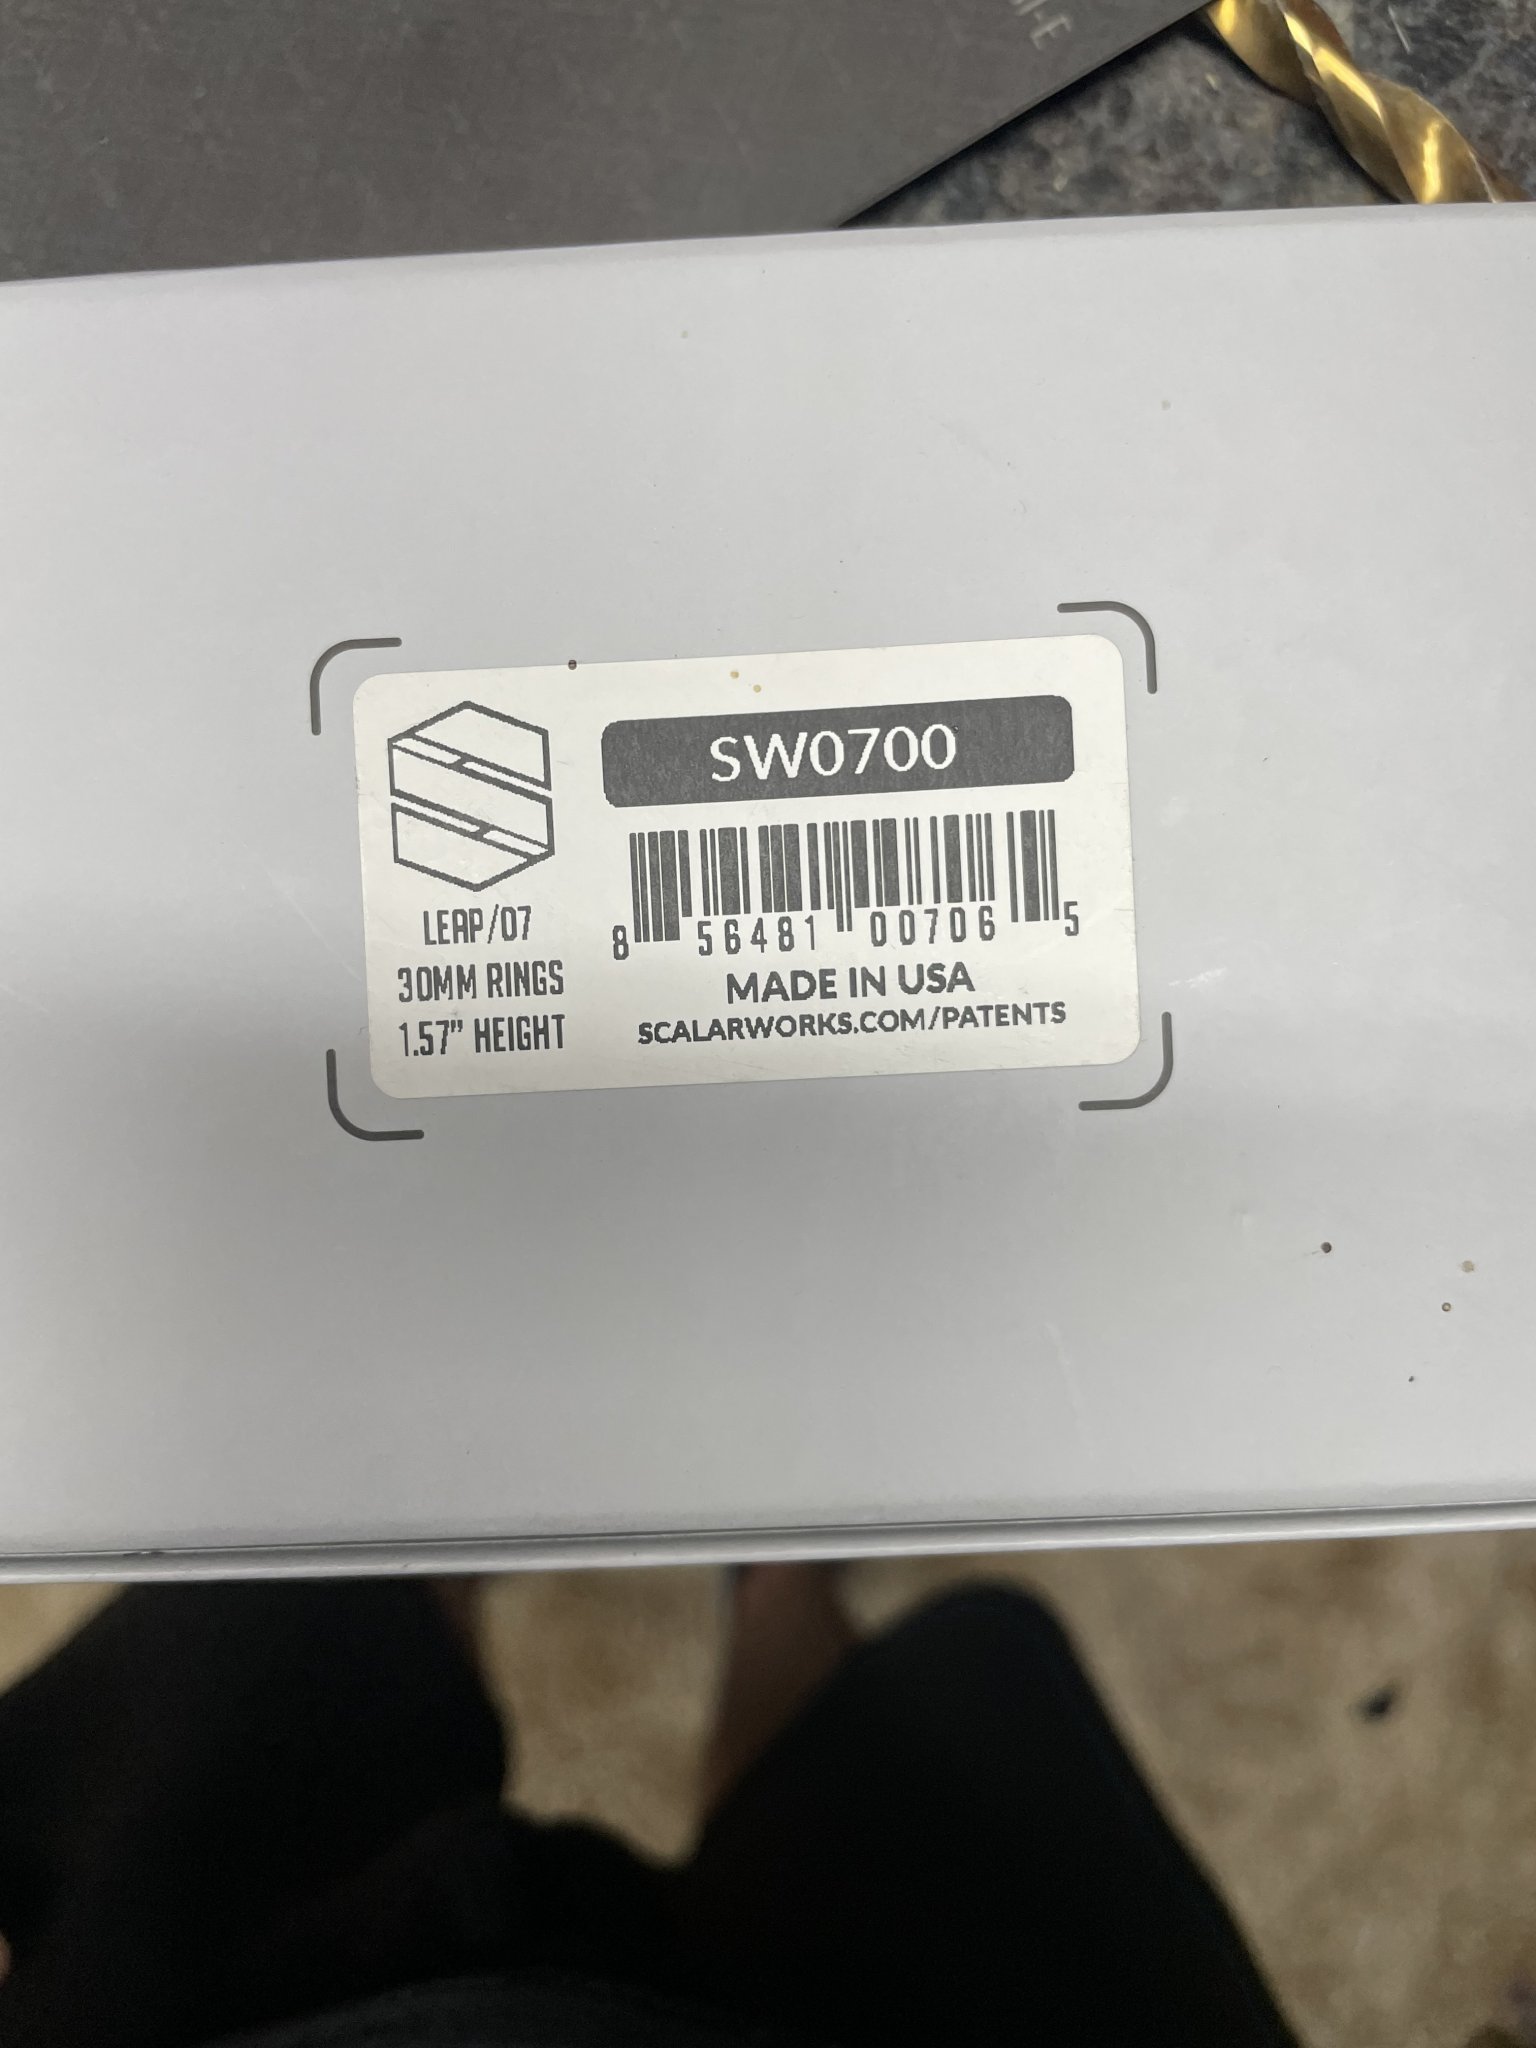 SW0700
8 56481 00706 5
LEAP/07
30MM RINGS
1.57" HEIGHT
MADE IN USA
SCALARWORKS.COM/PATENTS